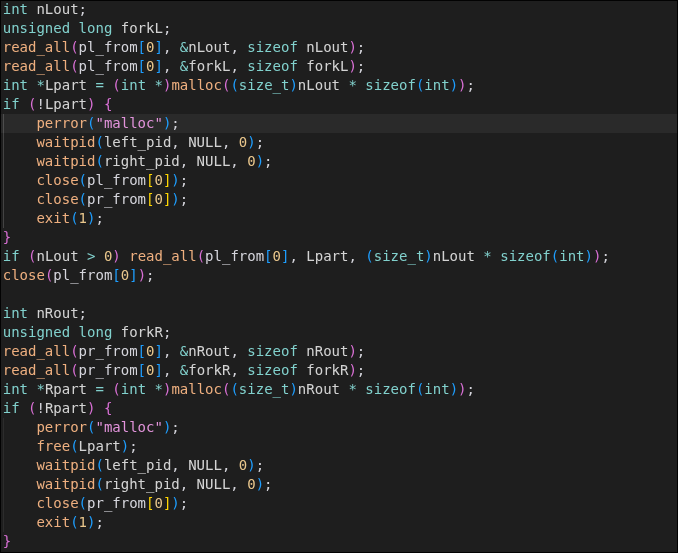 int nLout;
unsigned long forkL;
read_all(pl_from[0], &nLout, sizeof nLout);
read_all(pl_from[0], &forkL, sizeof forkL);
int *Lpart = (int *)malloc((size_t)nLout * sizeof(int));
if (!Lpart) {
    perror("malloc");
    waitpid(left_pid, NULL, 0);
    waitpid(right_pid, NULL, 0);
    close(pl_from[0]);
    close(pr_from[0]);
    exit(1);
}
if (nLout > 0) read_all(pl_from[0], Lpart, (size_t)nLout * sizeof(int));
close(pl_from[0]);

int nRout;
unsigned long forkR;
read_all(pr_from[0], &nRout, sizeof nRout);
read_all(pr_from[0], &forkR, sizeof forkR);
int *Rpart = (int *)malloc((size_t)nRout * sizeof(int));
if (!Rpart) {
    perror("malloc");
    free(Lpart);
    waitpid(left_pid, NULL, 0);
    waitpid(right_pid, NULL, 0);
    close(pr_from[0]);
    exit(1);
}